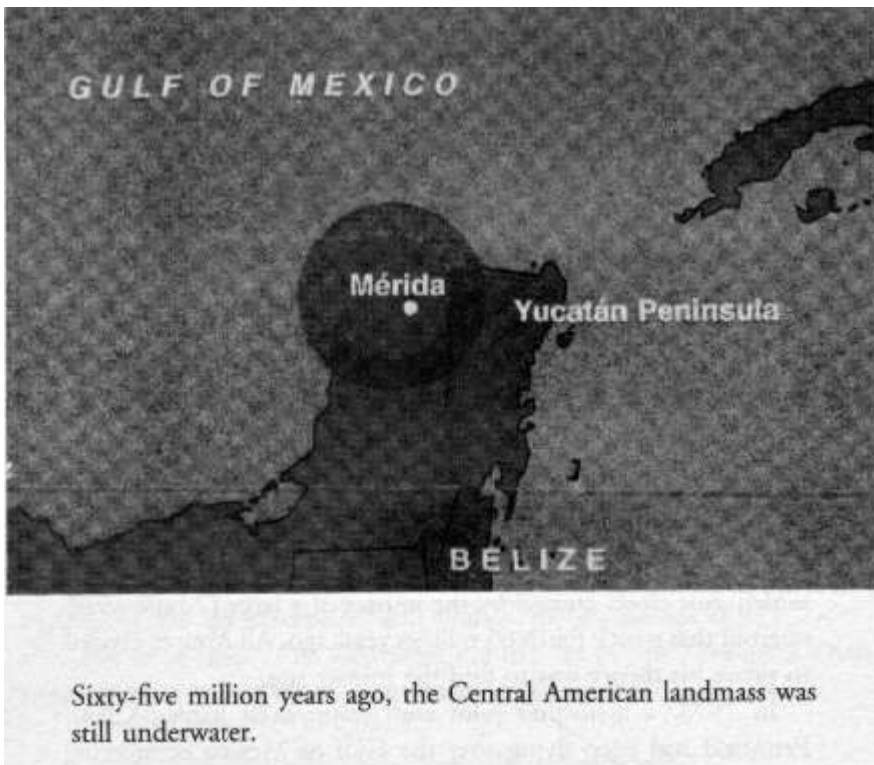 GULF OF MEXICO
Mérida
Yucatán Peninsula
BELIZE
Sixty-five million years ago, the Central American landmass was
still underwater.